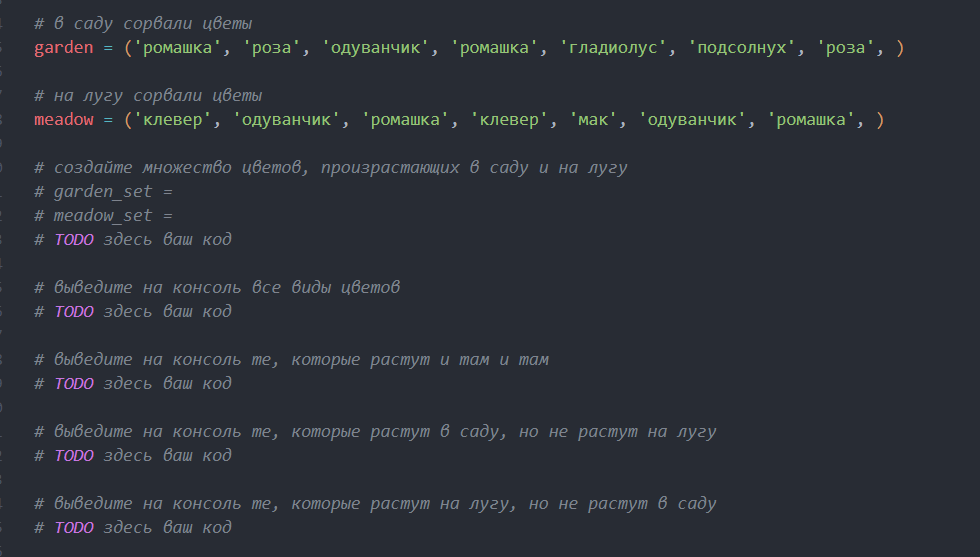 # в саду сорвали цветы
garden = ('ромашка', 'роза', 'одуванчик', 'ромашка', 'гладиолус', 'подсолнух', 'роза', )
# на лугу сорвали цветы
meadow = ('клевер', 'одуванчик', 'ромашка', 'клевер', 'мак', 'одуванчик', 'ромашка', )
# создайте множество цветов, произрастающих в саду и на лугу
# garden_set =
# meadow_set =
# TODO здесь ваш код
# выведите на консоль все виды цветов
# TODO здесь ваш код
# выведите на консоль те, которые растут и там и там
# TODO здесь ваш код
# выведите на консоль те, которые растут в саду, но не растут на лугу
# TODO здесь ваш код
# выведите на консоль те, которые растут на лугу, но не растут в саду
# TODO здесь ваш код